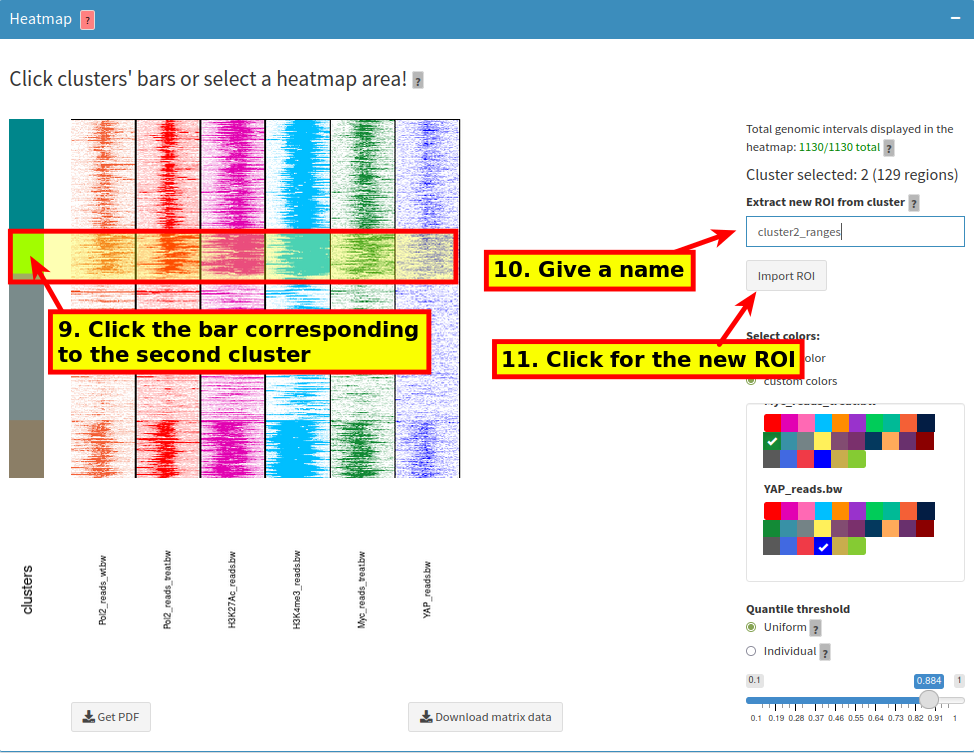 Heatmap ?
Click clusters' bars or select a heatmap area! ?
Total genomic intervals displayed in the
heatmap: 1130/1130 total ?
Cluster selected: 2 (129 regions)
Extract new ROI from cluster ?
cluster2_ranges
10. Give a name
Import ROI
9. Click the bar corresponding
to the second cluster
Select colors:
11. Click for the new ROI
olor
custom colors
Myc_reads_treat.bw
YAP_reads.bw
clusters
Pol2_reads_wt.bw
Pol2_reads_treat.bw
H3K27Ac_reads.bw
H3K4me3_reads.bw
Myc_reads_treat.bw
YAP_reads.bw
Quantile threshold
Uniform ?
Individual ?
0.1 0.884 1
0.1 0.19 0.28 0.37 0.46 0.55 0.64 0.73 0.82 0.91 1
Get PDF
Download matrix data